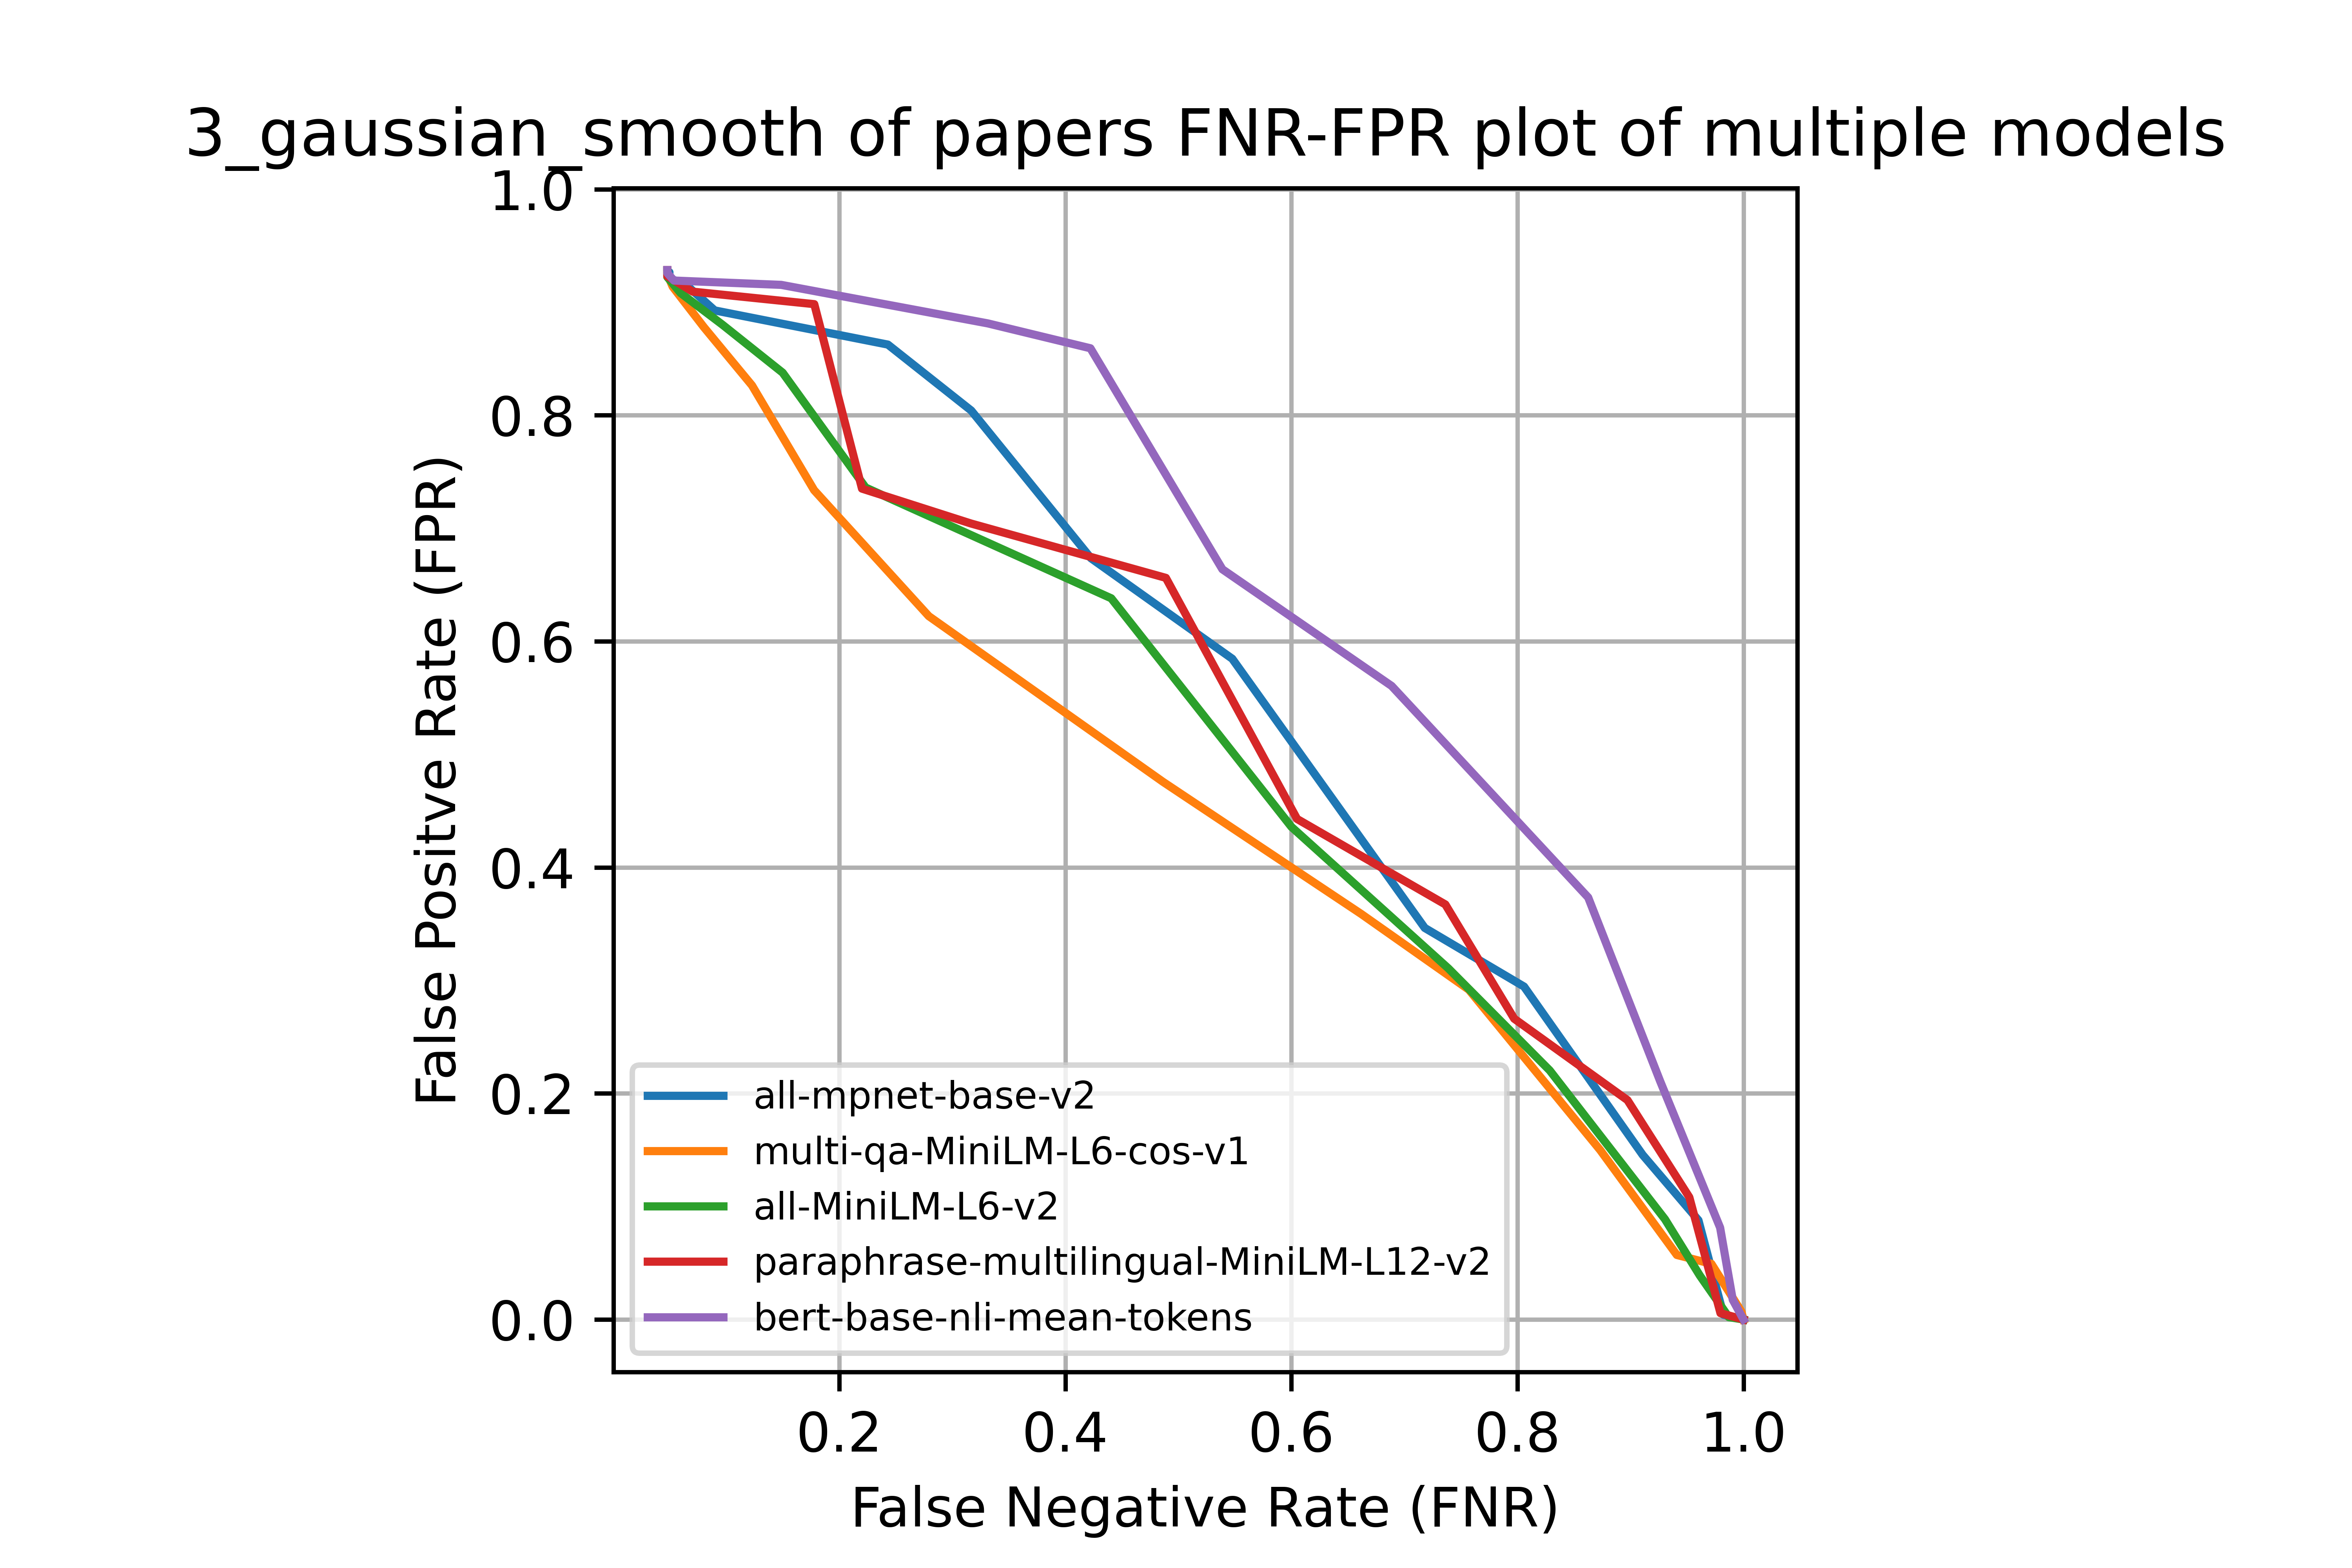 3_gaussian_smooth of papers FNR-FPR plot of multiple models
1.0
0.8
0.6
0.4
0.2
0.0
False Positve Rate (FPR)
all-mpnet-base-v2
multi-qa-MiniLM-L6-cos-v1
all-MiniLM-L6-v2
paraphrase-multilingual-MiniLM-L12-v2
bert-base-nli-mean-tokens
0.2 0.4 0.6 0.8 1.0
False Negative Rate (FNR)